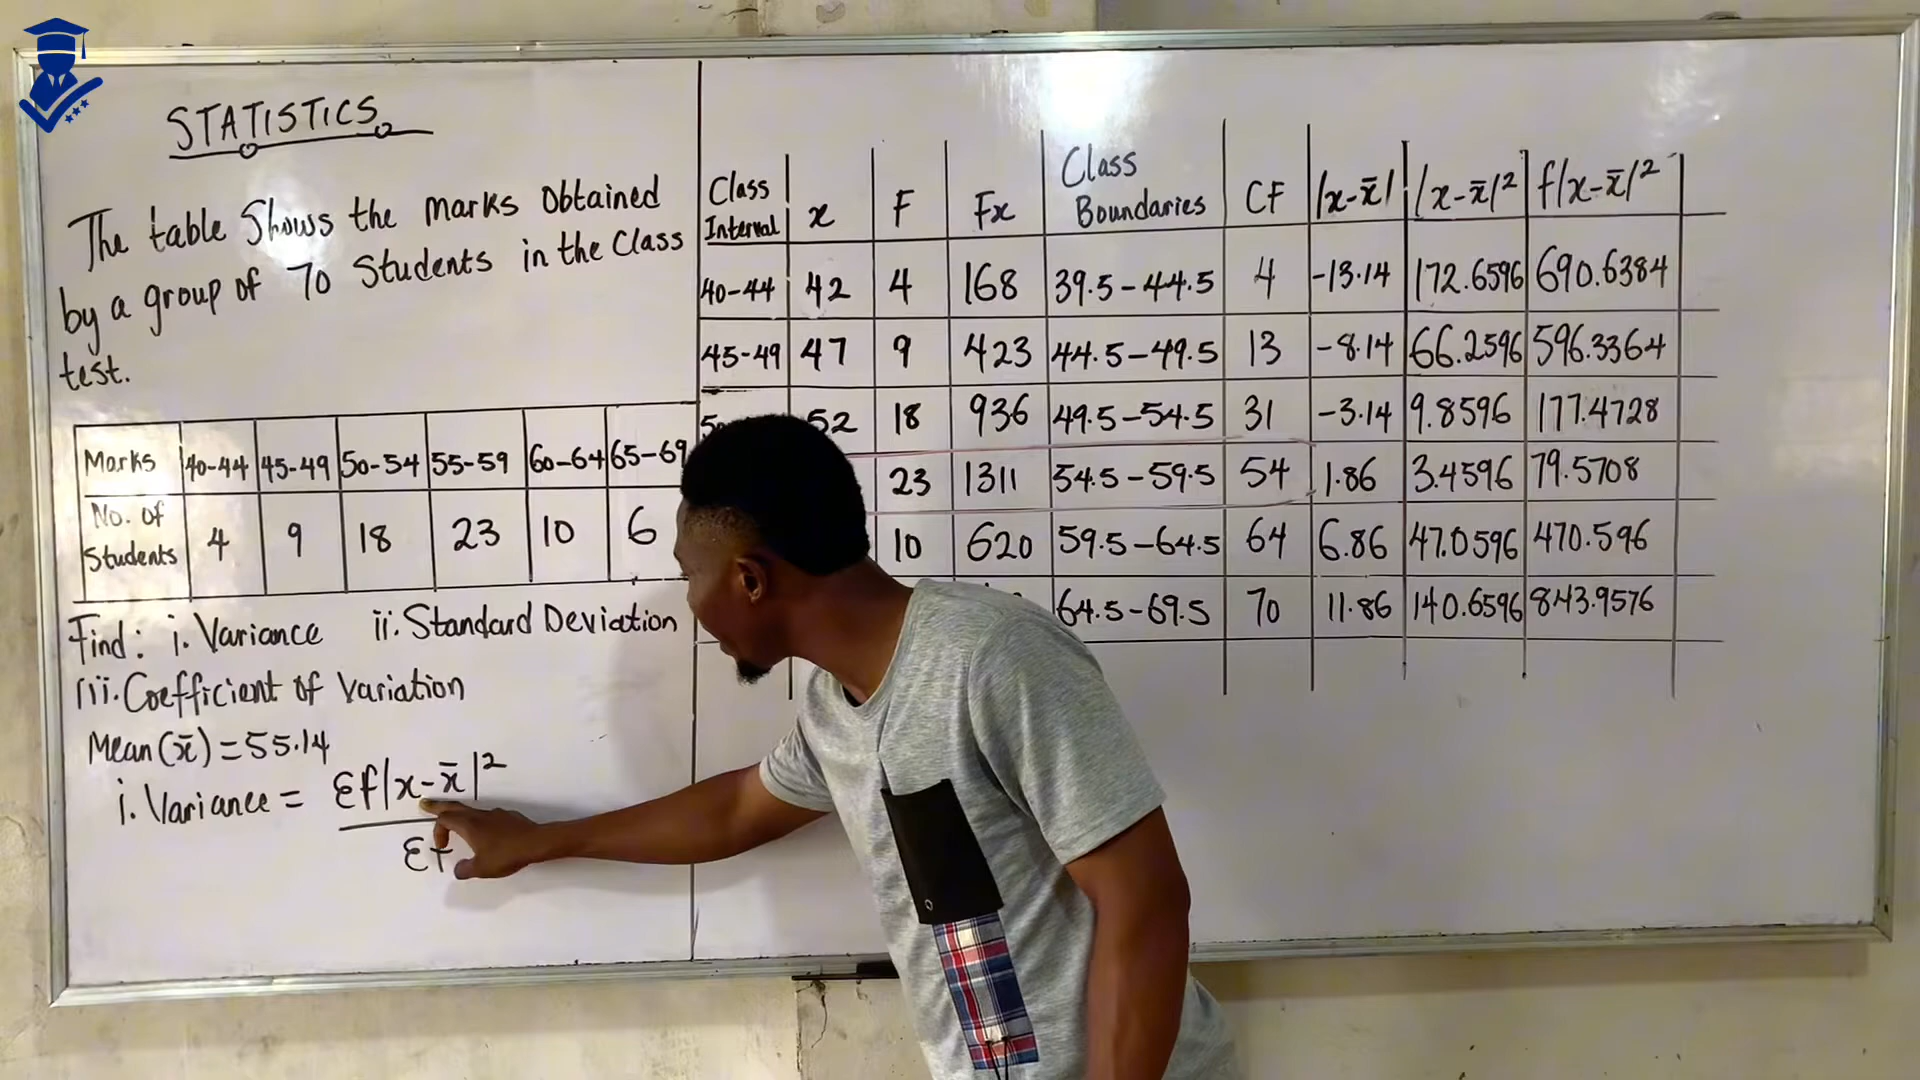 STATISTICS
The table Shows the Marks Obtained
by a group of 70 Students in the Class
test.
Marks 40-44 45-49 50-54 55-59 60-64 65-69
No. of
Students 4 9 18 23 10 6
Find: i. Variance ii. Standard Deviation
iii. Coefficient of Variation
Mean (x̄) = 55.14
i. Variance = Ɛf|x-x̄|²
Ɛf
Class
Interval x F Fx Class
Boundaries CF |x-x̄| |x-x̄|² f|x-x̄|²
40-44 42 4 168 39.5-44.5 4 -13.14 172.6596 690.6384
45-49 47 9 423 44.5-49.5 13 -8.14 66.2596 596.3364
52 18 936 49.5-54.5 31 -3.14 9.8596 177.4728
23 1311 54.5-59.5 54 1.86 3.4596 79.5708
10 620 59.5-64.5 64 6.86 47.0596 470.596
64.5-69.5 70 11.86 140.6596 843.9576